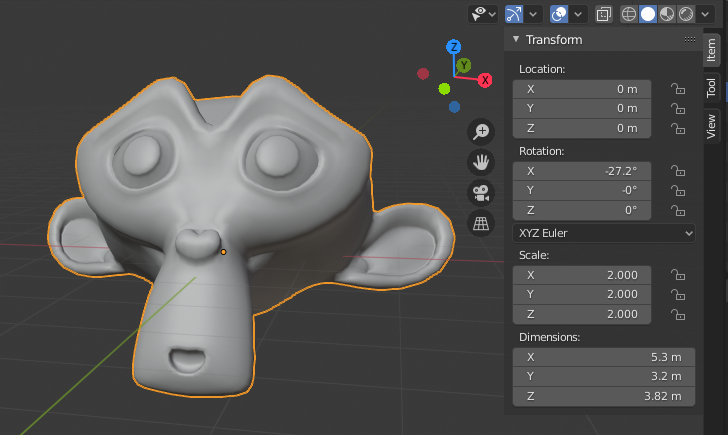 Transform
Item
Tool
View
Location:
X 0 m
Y 0 m
Z 0 m
Rotation:
X -27.2°
Y -0°
Z 0°
XYZ Euler
Scale:
X 2.000
Y 2.000
Z 2.000
Dimensions:
X 5.3 m
Y 3.2 m
Z 3.82 m
Z
Y
X